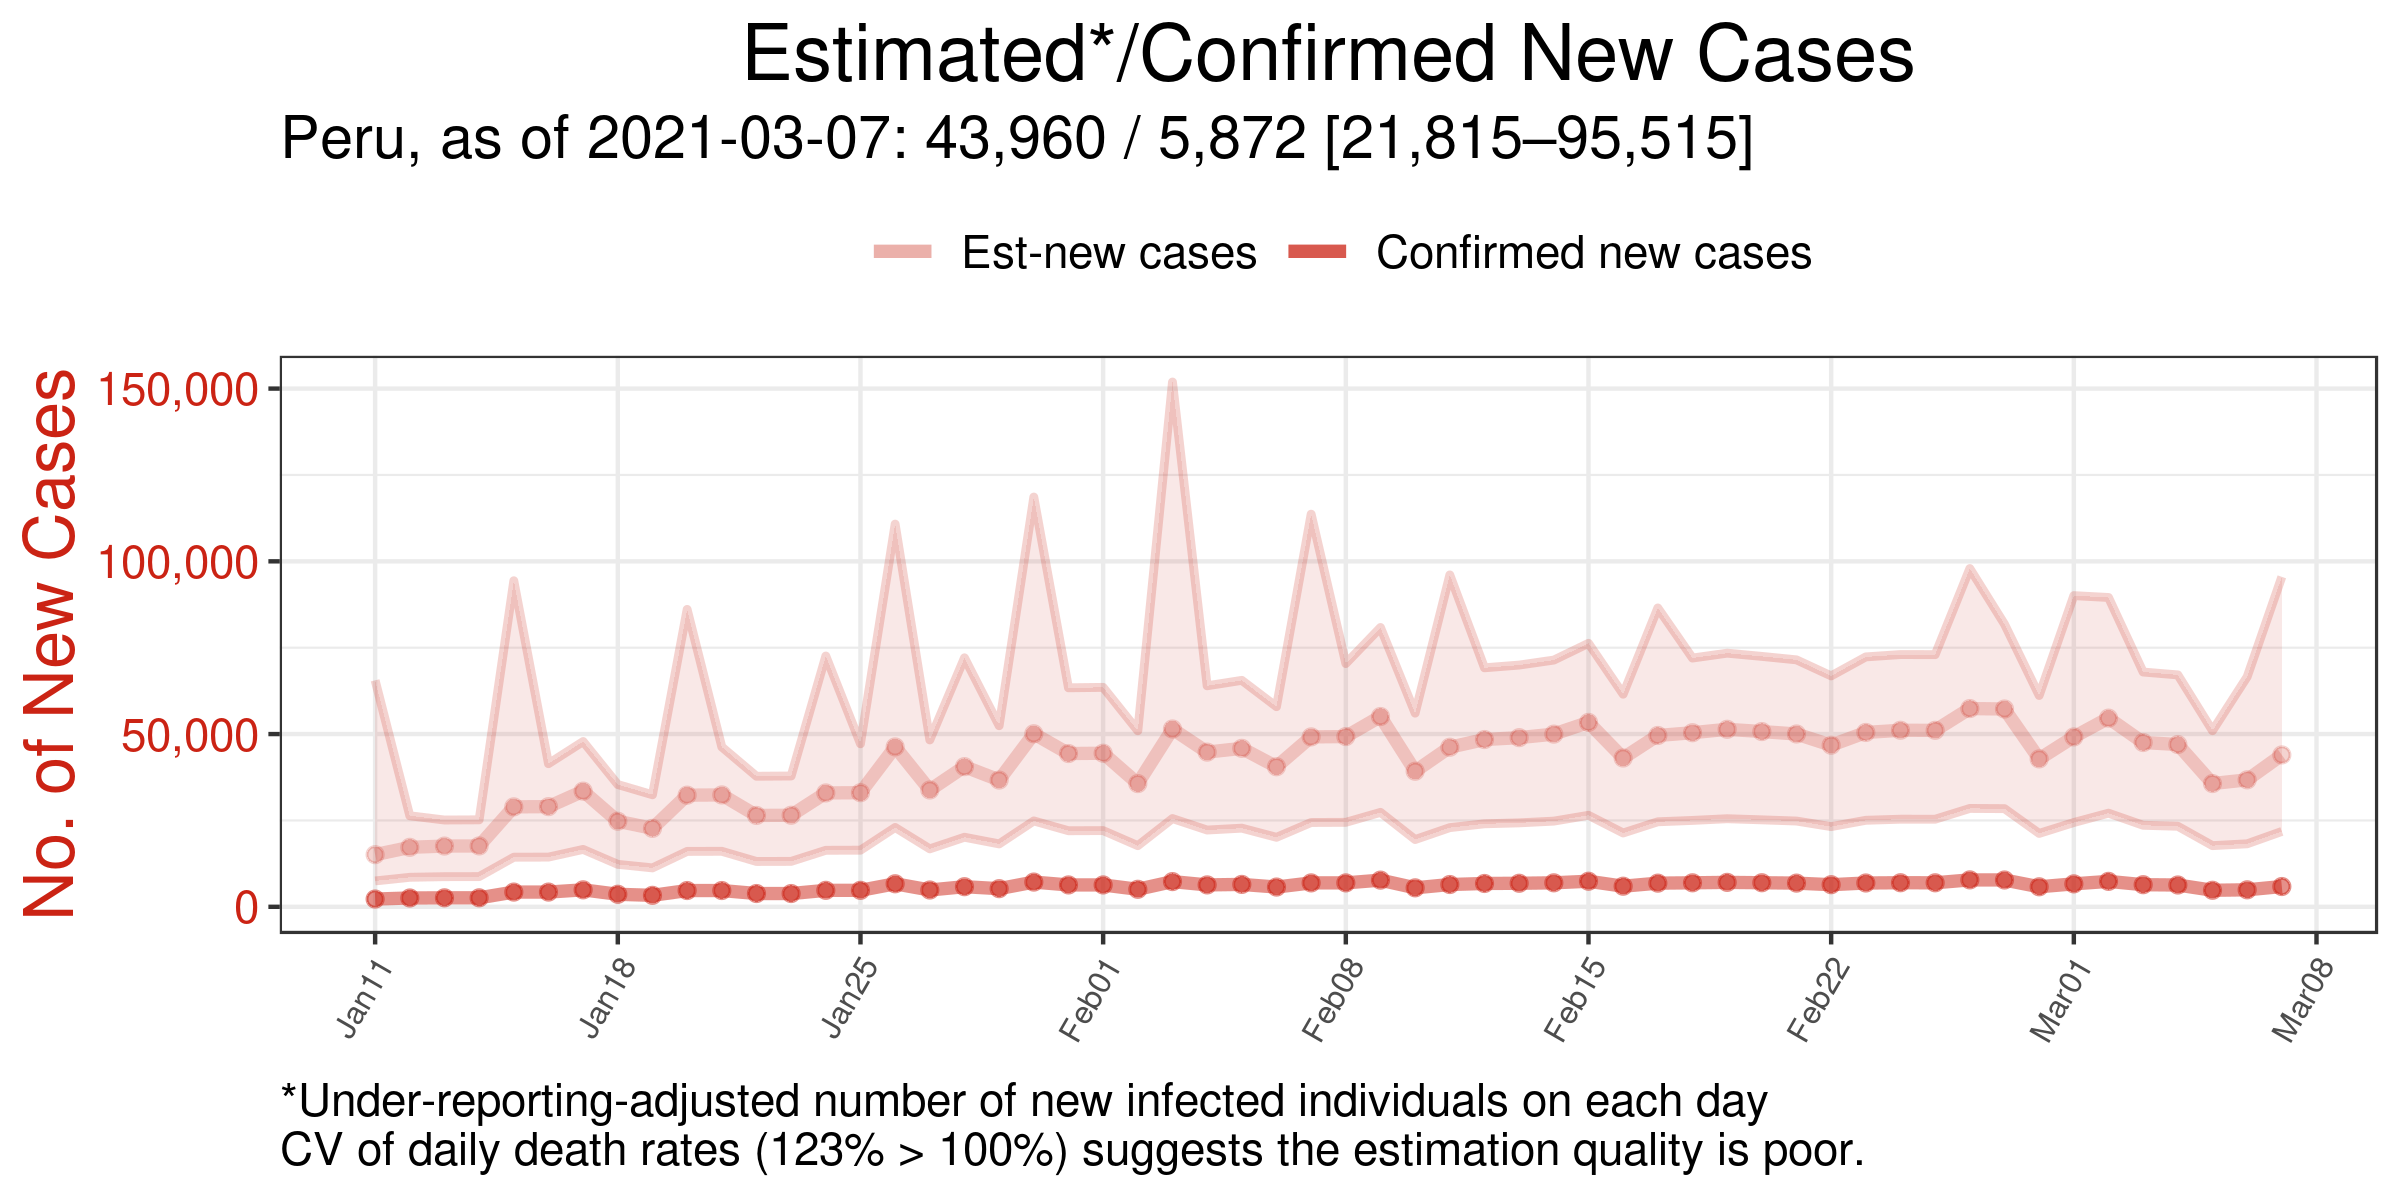 Estimated*/Confirmed New Cases
Peru, as of 2021-03-07: 43,960 / 5,872 [21,815–95,515]
Est-new cases
Confirmed new cases
No. of New Cases
150,000
100,000
50,000
0
Jan11
Jan18
Jan25
Feb01
Feb08
Feb15
Feb22
Mar01
Mar08
*Under-reporting-adjusted number of new infected individuals on each day
CV of daily death rates (123% > 100%) suggests the estimation quality is poor.